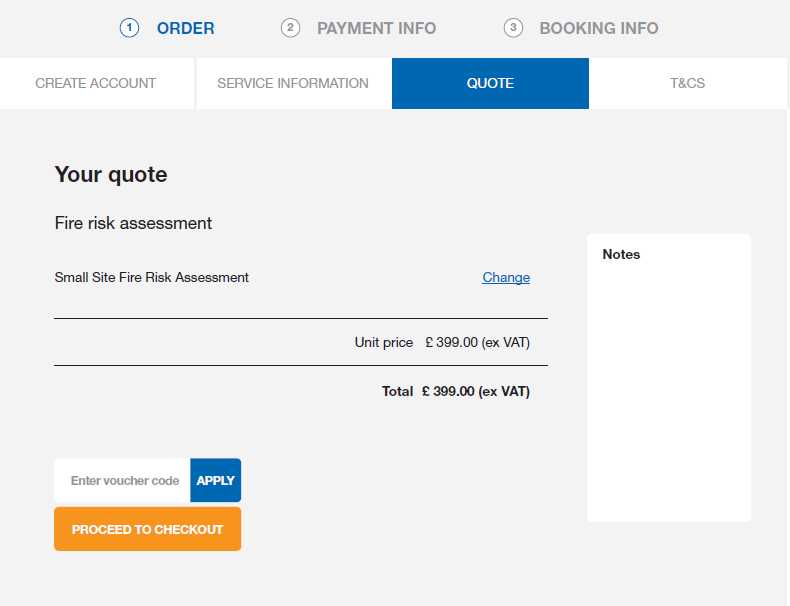 1 ORDER 2 PAYMENT INFO 3 BOOKING INFO
CREATE ACCOUNT SERVICE INFORMATION QUOTE T&CS
Your quote
Fire risk assessment
Notes
Small Site Fire Risk Assessment Change
Unit price £ 399.00 (ex VAT)
Total £ 399.00 (ex VAT)
Enter voucher code APPLY
PROCEED TO CHECKOUT